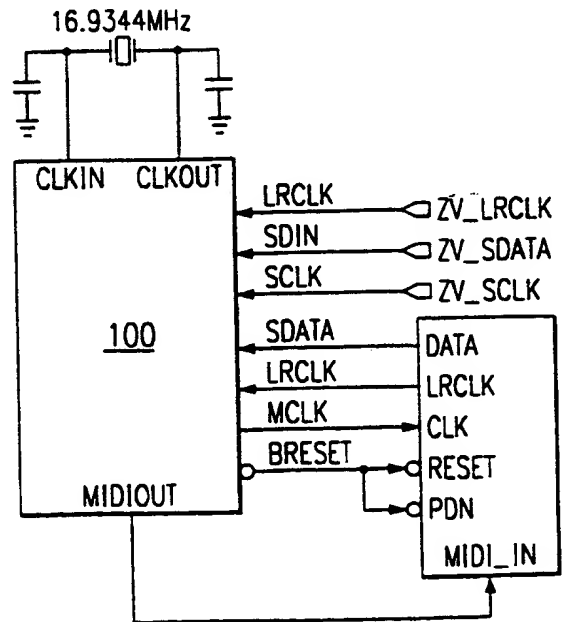 16.9344MHz
CLKIN CLKOUT
LRCLK ZV_LRCLK
SDIN ZV_SDATA
SCLK ZV_SCLK
100
SDATA DATA
LRCLK LRCLK
MCLK CLK
BRESET RESET
PDN
MIDIOUT
MIDI_IN